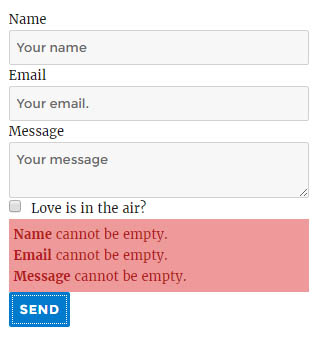 Name
Your name
Email
Your email.
Message
Your message
Love is in the air?
Name cannot be empty.
Email cannot be empty.
Message cannot be empty.
SEND